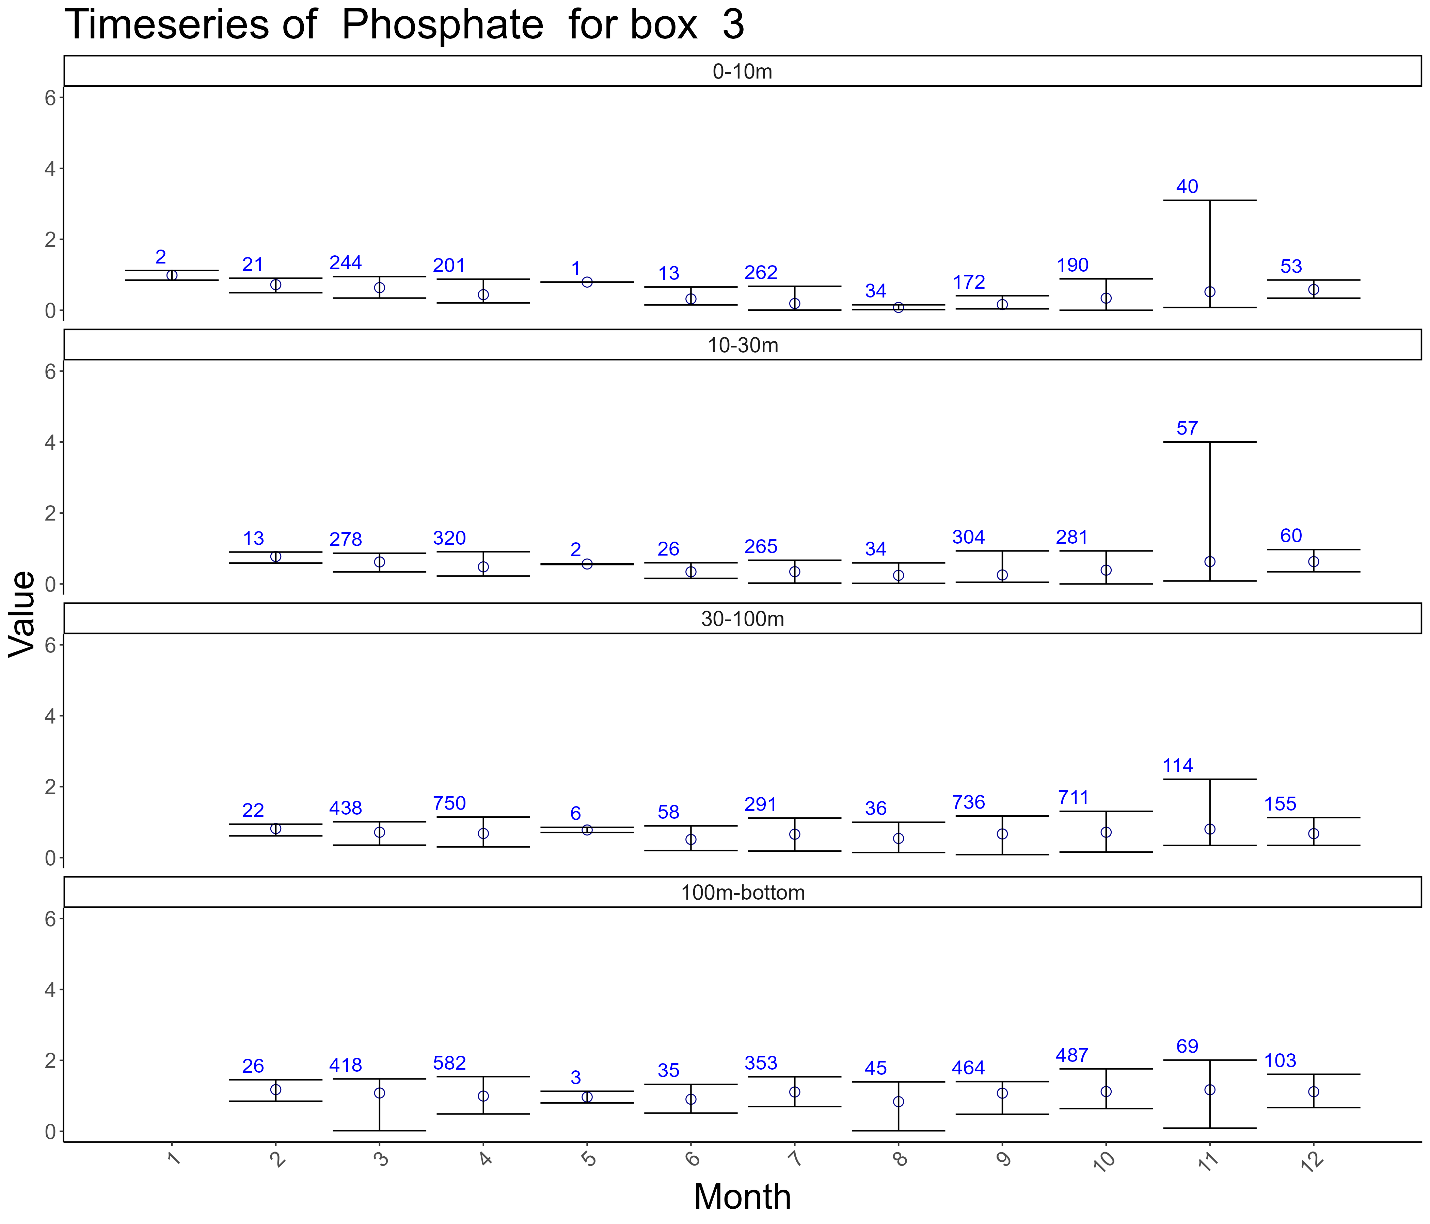 Timeseries of  Phosphate  for box  3
0-10m
6
4
2
0
2 21 244 201 1 13 262 34 172 190 40 53
10-30m
6
4
2
0
13 278 320 2 26 265 34 304 281 57 60
30-100m
6
4
2
0
22 438 750 6 58 291 36 736 711 114 155
100m-bottom
6
4
2
0
26 418 582 3 35 353 45 464 487 69 103
1 2 3 4 5 6 7 8 9 10 11 12
Month
Value